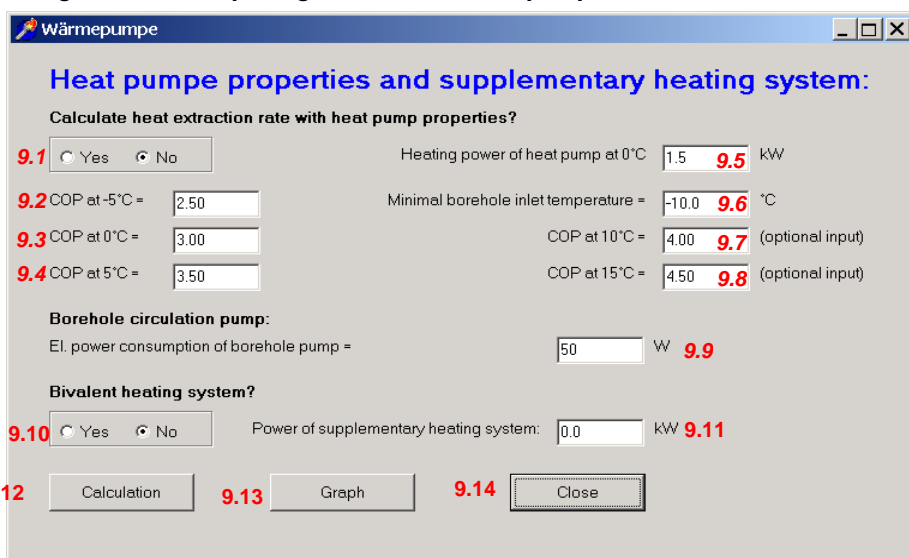 Wärmepumpe
Heat pumpe properties and supplementary heating system:
Calculate heat extraction rate with heat pump properties?
9.1 Yes No Heating power of heat pump at 0°C 1.5 9.5 kW
9.2 COP at -5°C = 2.50 Minimal borehole inlet temperature = -10.0 9.6 °C
9.3 COP at 0°C = 3.00 COP at 10°C = 4.00 9.7 (optional input)
9.4 COP at 5°C = 3.50 COP at 15°C = 4.50 9.8 (optional input)
Borehole circulation pump:
El. power consumption of borehole pump = 50 W 9.9
Bivalent heating system?
9.10 Yes No Power of supplementary heating system: 0.0 kW 9.11
12 Calculation 9.13 Graph 9.14 Close